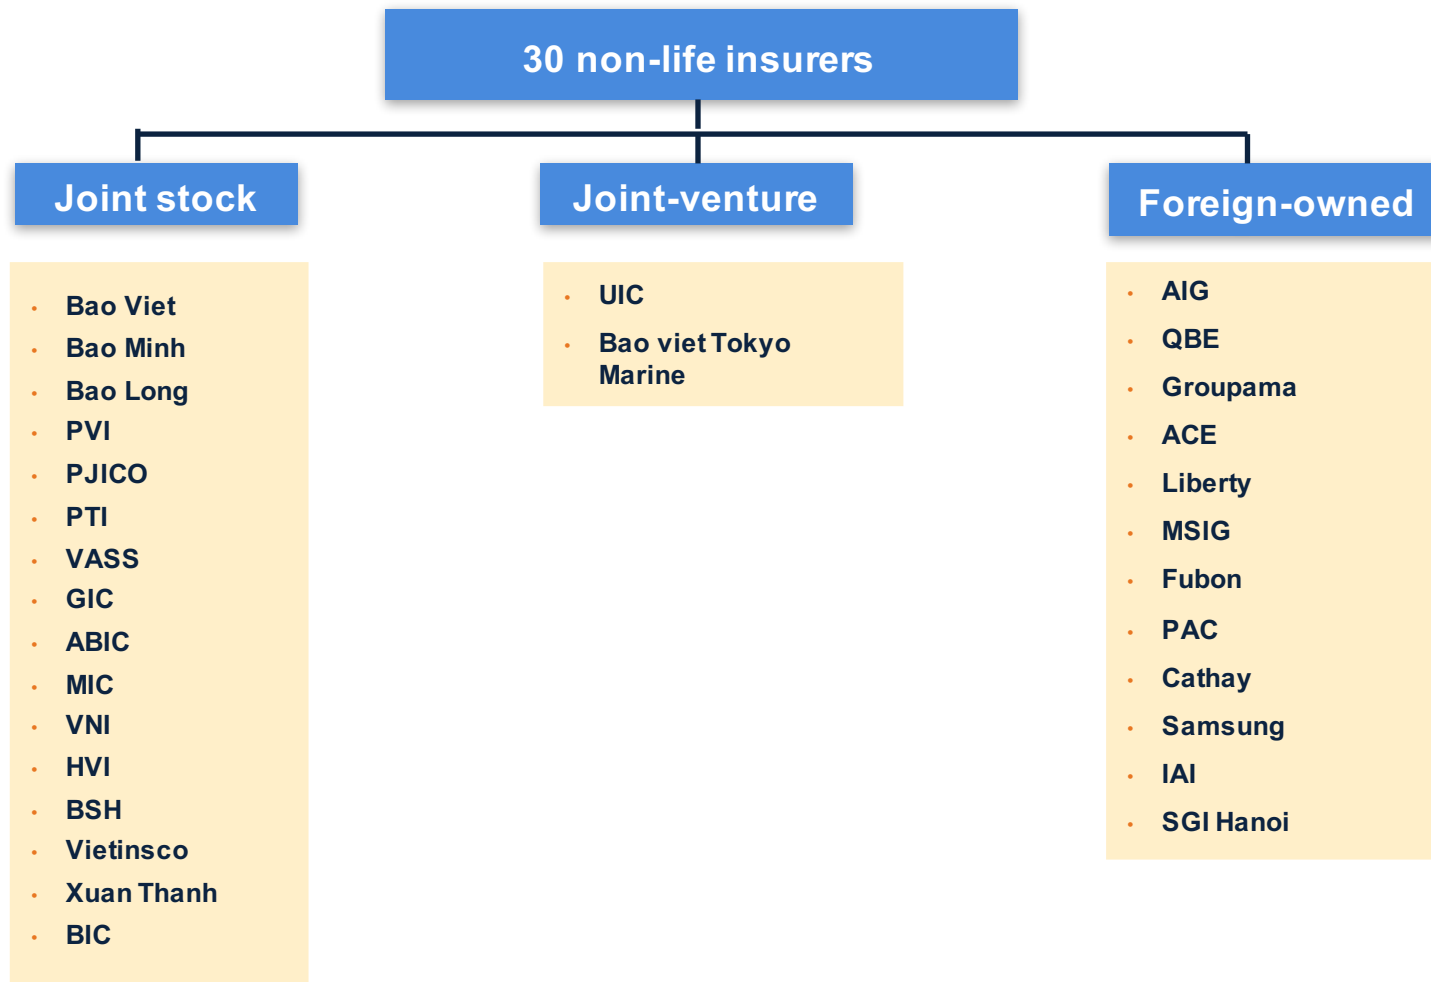 30 non-life insurers
Joint stock
Joint-venture
Foreign-owned
• Bao Viet
• Bao Minh
• Bao Long
• PVI
• PJICO
• PTI
• VASS
• GIC
• ABIC
• MIC
• VNI
• HVI
• BSH
• Vietinsco
• Xuan Thanh
• BIC
• UIC
• Bao viet Tokyo
Marine
• AIG
• QBE
• Groupama
• ACE
• Liberty
• MSIG
• Fubon
• PAC
• Cathay
• Samsung
• IAI
• SGI Hanoi